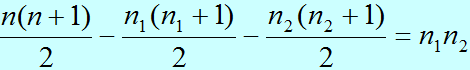 n(n+1)/2 − n₁(n₁+1)/2 − n₂(n₂+1)/2 = n₁n₂